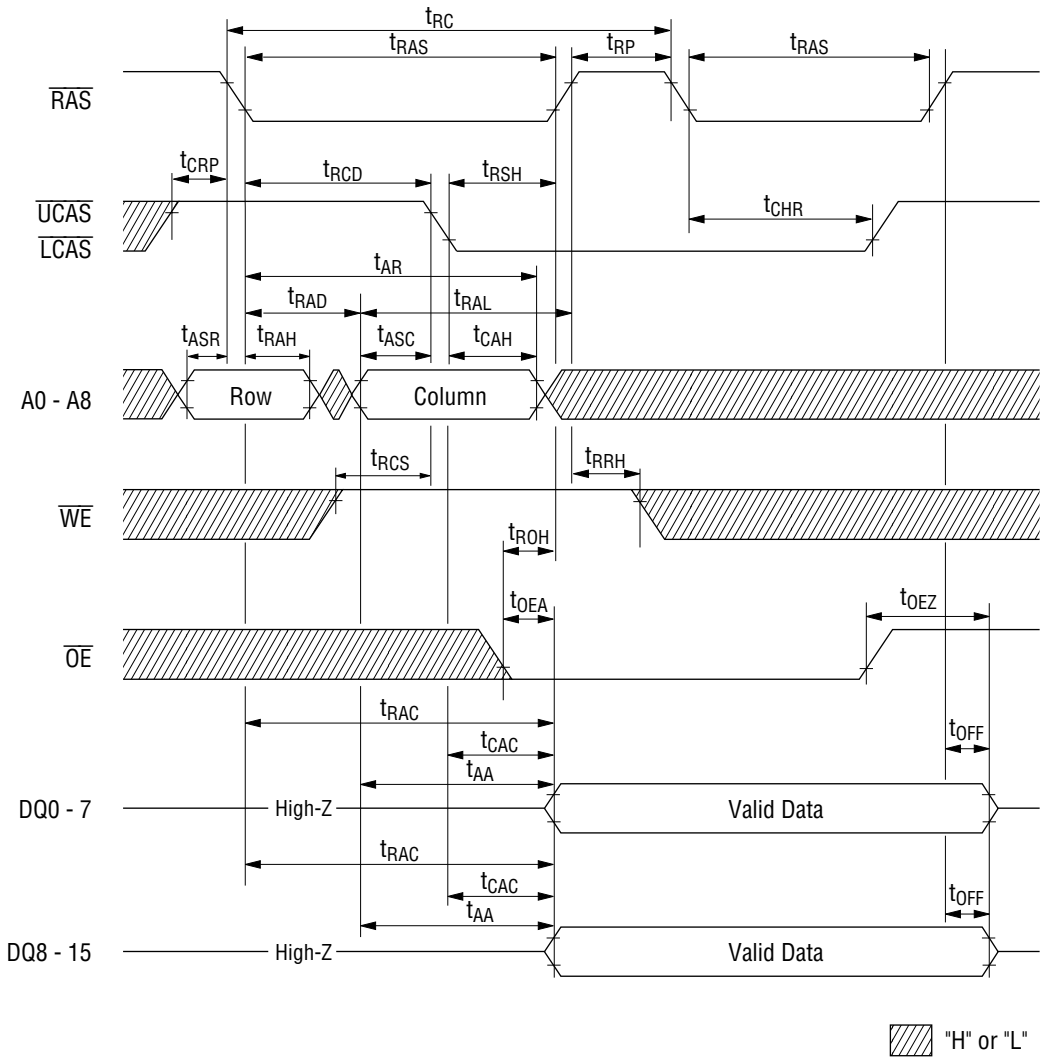 tRC
tRAS tRP tRAS
RAS
tCRP tRCD tRSH
UCAS tCHR
LCAS
tAR
tRAD tRAL
tASR tRAH tASC tCAH
A0 - A8 Row Column
tRCS tRRH
WE
tROH
tOEA tOEZ
OE
tRAC
tCAC tOFF
tAA
DQ0 - 7 High-Z Valid Data
tRAC
tCAC tOFF
tAA
DQ8 - 15 High-Z Valid Data
"H" or "L"